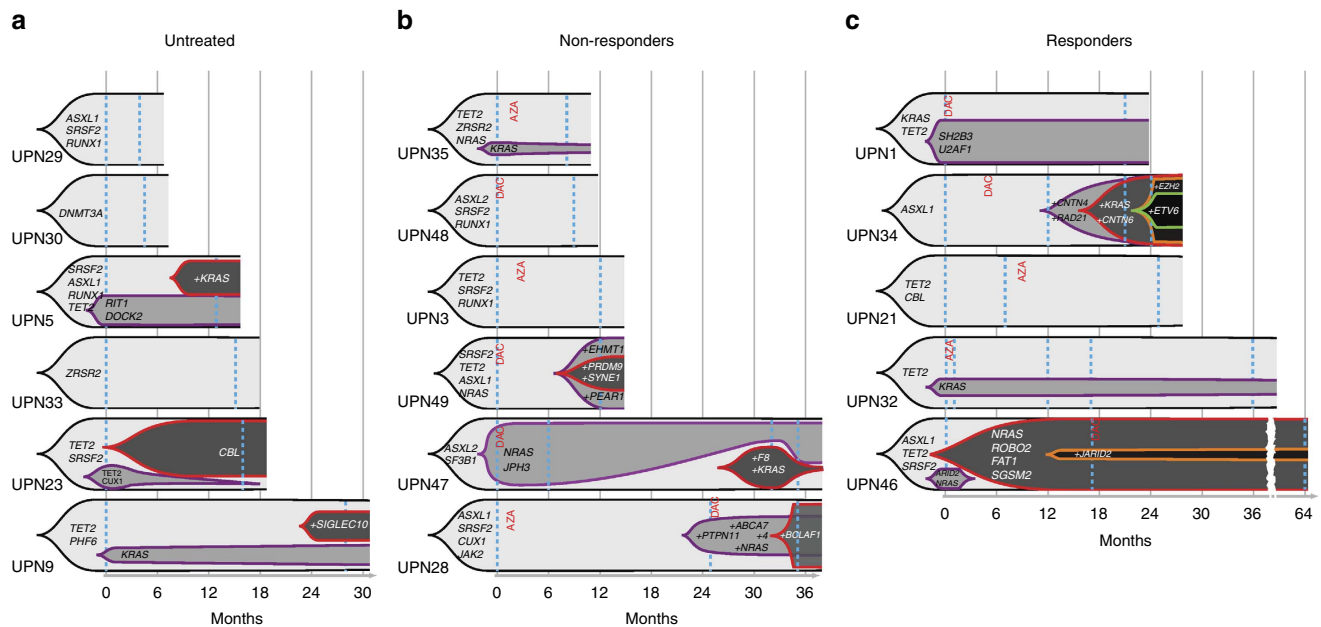 a
Untreated
ASXL1
SRSF2
RUNX1
UPN29
DNMT3A
UPN30
SRSF2
ASXL1
RUNX1
TET2
+KRAS
RIT1
DOCK2
UPN5
ZRSR2
UPN33
TET2
SRSF2
CBL
TET2
CUX1
UPN23
TET2
PHF6
+SIGLEC10
KRAS
UPN9
0 6 12 18 24 30
Months
b
Non-responders
TET2
ZRSR2
NRAS
AZA
KRAS
UPN35
ASXL2
SRSF2
RUNX1
DAC
UPN48
TET2
SRSF2
RUNX1
AZA
UPN3
SRSF2
TET2
ASXL1
NRAS
DAC
+EHMT1
+PRDM9
+SYNE1
+PEAR1
UPN49
ASXL2
SF3B1
DAC
NRAS
JPH3
+F8
+KRAS
UPN47
ASXL1
SRSF2
CUX1
JAK2
AZA
DAC
+ABCA7
+PTPN11 +4
+NRAS
+BOLAF1
UPN28
0 6 12 18 24 30 36
Months
c
Responders
KRAS
TET2
DAC
SH2B3
U2AF1
UPN1
ASXL1
DAC
+CNTN4
+RAD21
+KRAS
+CNTN6
+EZH2
+ETV6
UPN34
TET2
CBL
AZA
UPN21
TET2
AZA
KRAS
UPN32
ASXL1
TET2
SRSF2
JARID2
NRAS
NRAS
ROBO2
FAT1
SGSM2
DAC
+JARID2
UPN46
0 6 12 18 24 30 36 64
Months